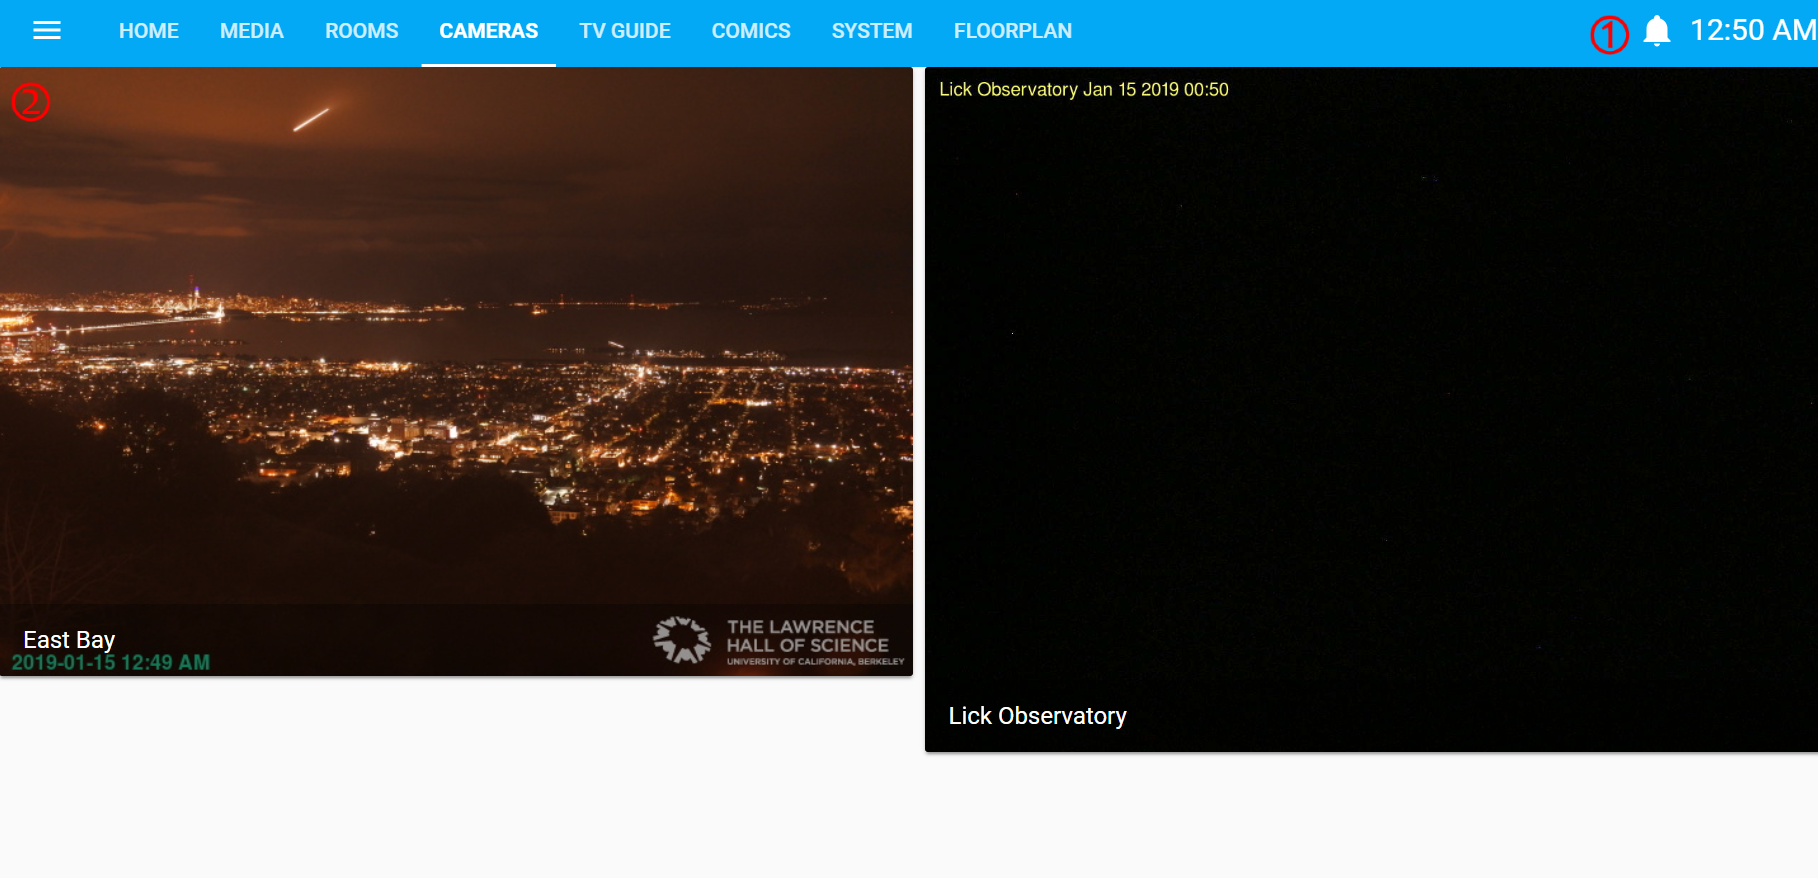 HOME MEDIA ROOMS CAMERAS TV GUIDE COMICS SYSTEM FLOORPLAN ① 12:50 AM
②
Lick Observatory Jan 15 2019 00:50
East Bay
2019-01-15 12:49 AM
THE LAWRENCE
HALL OF SCIENCE
UNIVERSITY OF CALIFORNIA, BERKELEY
Lick Observatory